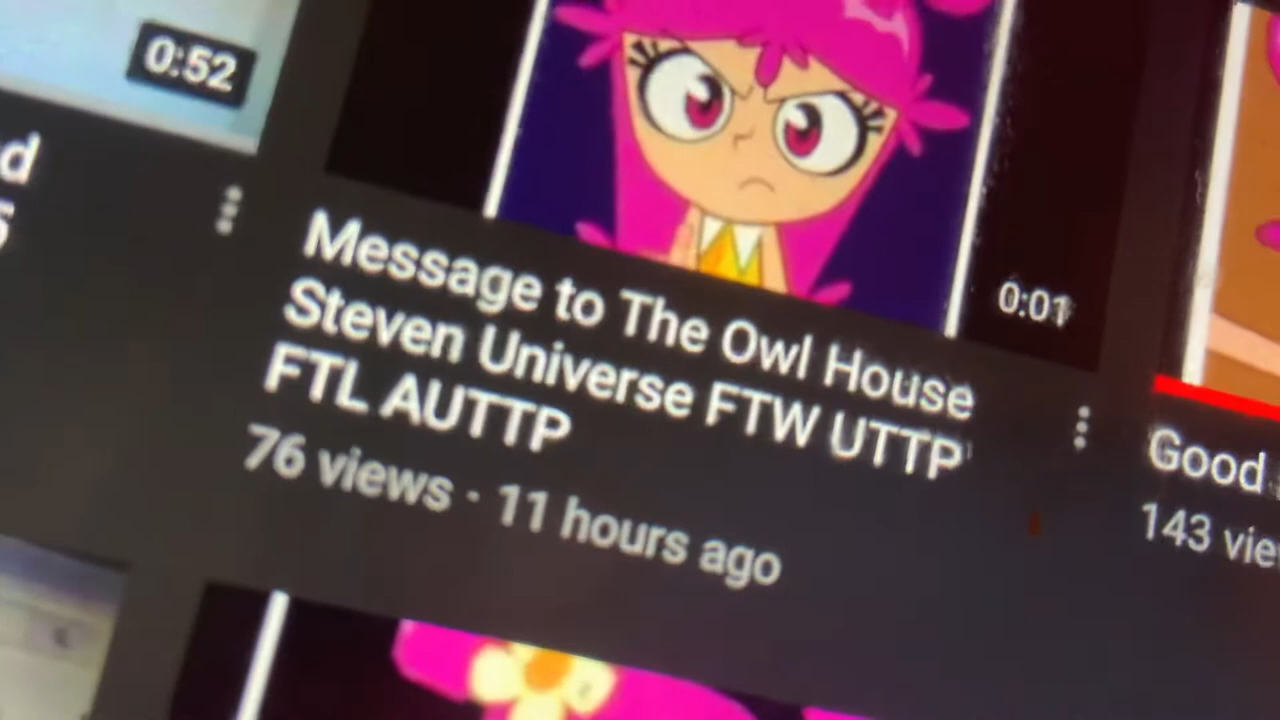 0:52
d
5
0:01
Message to The Owl House
Steven Universe FTW UTTP
FTL AUTTP
76 views · 11 hours ago
Good
143 vie